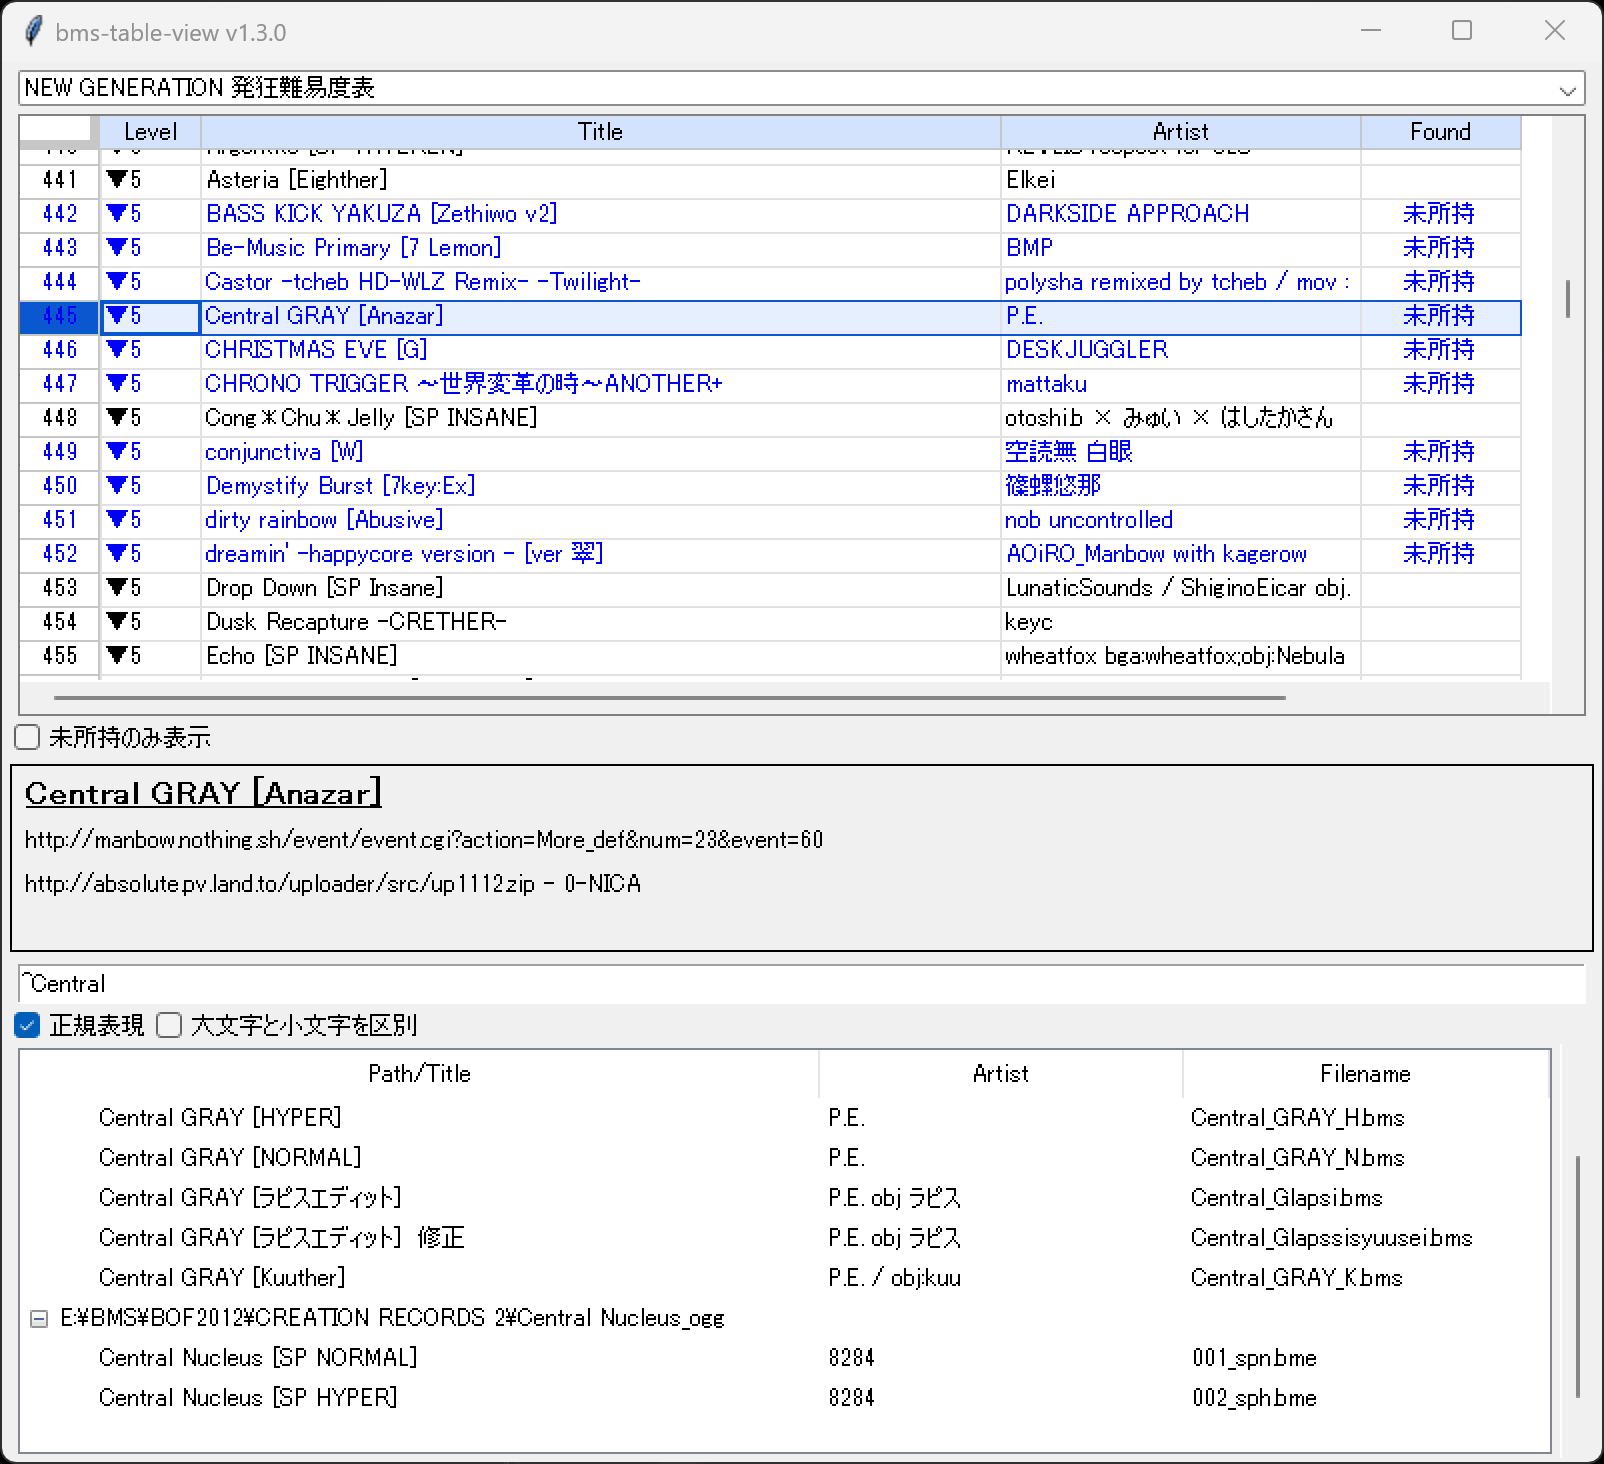 bms-table-view v1.3.0
NEW GENERATION 発狂難易度表
Level Title Artist Found
441 ▼5 Asteria [Eighther] Elkei
442 ▼5 BASS KICK YAKUZA [Zethiwo v2] DARKSIDE APPROACH 未所持
443 ▼5 Be-Music Primary [7 Lemon] BMP 未所持
444 ▼5 Castor -tcheb HD-WLZ Remix- -Twilight- polysha remixed by tcheb / mov : 未所持
445 ▼5 Central GRAY [Anazar] P.E. 未所持
446 ▼5 CHRISTMAS EVE [G] DESKJUGGLER 未所持
447 ▼5 CHRONO TRIGGER ～世界変革の時～ANOTHER+ mattaku 未所持
448 ▼5 Cong＊Chu＊Jelly [SP INSANE] otoshi.b × みゅい × はしたかさん
449 ▼5 conjunctiva [W] 空読無 白眼 未所持
450 ▼5 Demystify Burst [7key:Ex] 篠螺悠那 未所持
451 ▼5 dirty rainbow [Abusive] nob uncontrolled 未所持
452 ▼5 dreamin' -happycore version - [ver 翠] AOiRO_Manbow with kagerow 未所持
453 ▼5 Drop Down [SP Insane] LunaticSounds / ShiginoEicar obj.
454 ▼5 Dusk Recapture -CRETHER- keyc
455 ▼5 Echo [SP INSANE] wheatfox bga:wheatfox;obj:Nebula
未所持のみ表示
Central GRAY [Anazar]
http://manbow.nothing.sh/event/event.cgi?action=More_def&num=23&event=60
http://absolute.pv.land.to/uploader/src/up1112.zip - 0-NICA
^Central
正規表現 大文字と小文字を区別
Path/Title Artist Filename
Central GRAY [HYPER] P.E. Central_GRAY_H.bms
Central GRAY [NORMAL] P.E. Central_GRAY_N.bms
Central GRAY [ラピスエディット] P.E. obj ラピス Central_Glapsi.bms
Central GRAY [ラピスエディット] 修正 P.E. obj ラピス Central_Glapssisyuusei.bms
Central GRAY [Kuuther] P.E. / obj:kuu Central_GRAY_K.bms
E:¥BMS¥BOF2012¥CREATION RECORDS 2¥Central Nucleus_ogg
Central Nucleus [SP NORMAL] 8284 001_spn.bme
Central Nucleus [SP HYPER] 8284 002_sph.bme